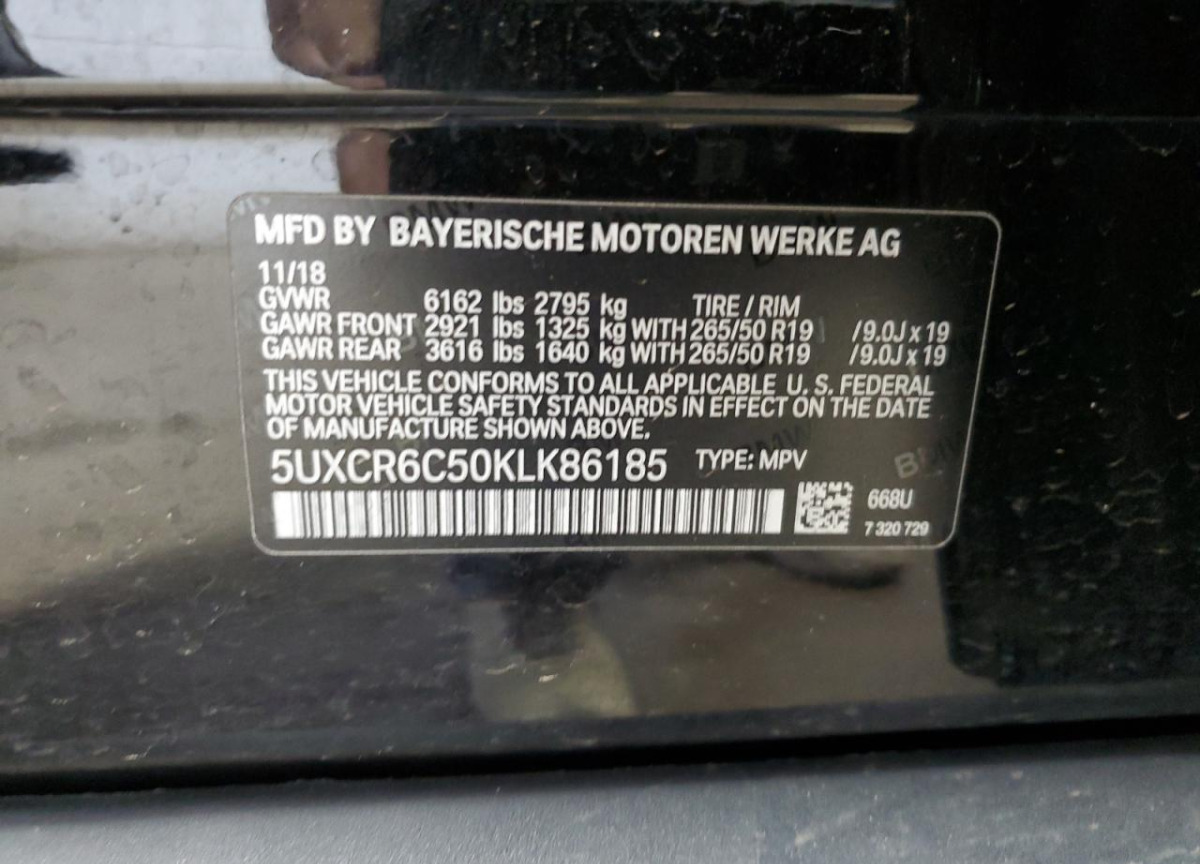 MFD BY BAYERISCHE MOTOREN WERKE AG
11/18
GVWR 6162 lbs 2795 kg TIRE / RIM
GAWR FRONT 2921 lbs 1325 kg WITH 265/50 R19 /9.0J x 19
GAWR REAR 3616 lbs 1640 kg WITH 265/50 R19 /9.0J x 19
THIS VEHICLE CONFORMS TO ALL APPLICABLE U. S. FEDERAL
MOTOR VEHICLE SAFETY STANDARDS IN EFFECT ON THE DATE
OF MANUFACTURE SHOWN ABOVE.
5UXCR6C50KLK86185 TYPE: MPV
668U
7 320 729